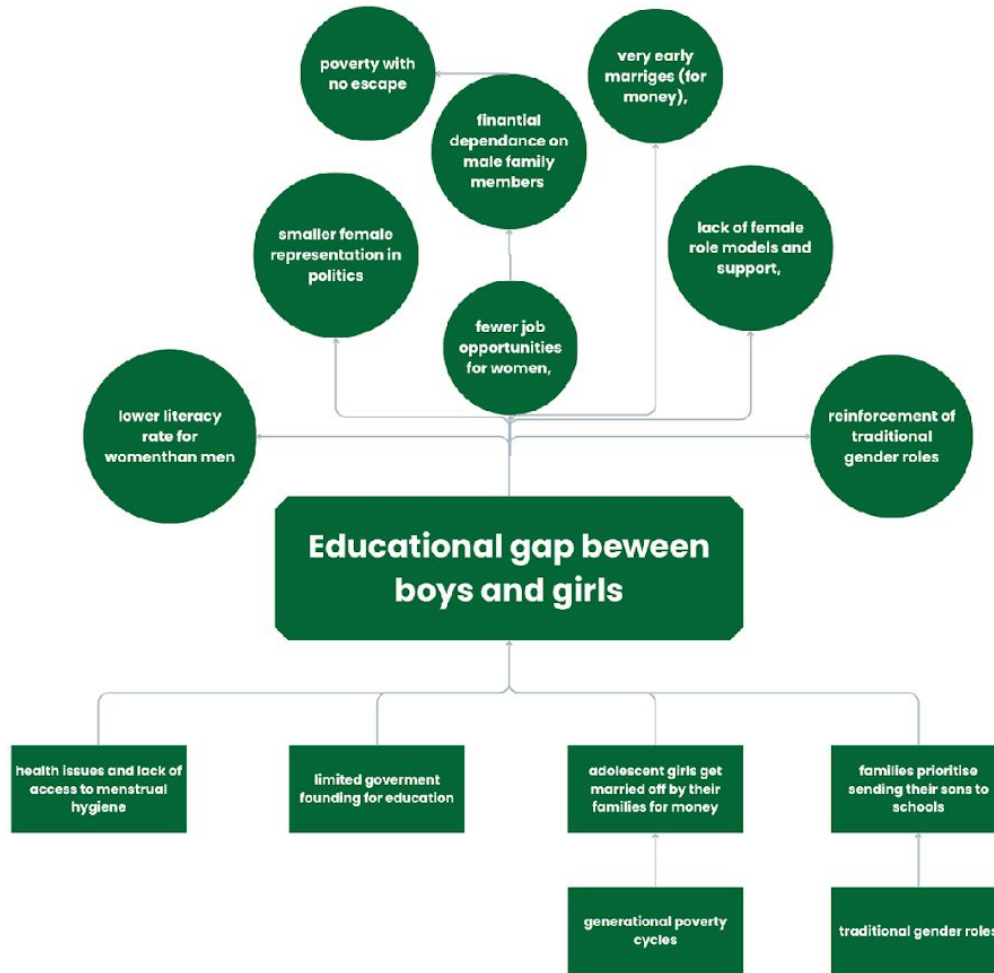 poverty with
no escape
very early
marriges (for
money),
finantial
dependance on
male family
members
smaller female
representation in
politics
lack of female
role models and
support,
fewer job
opportunities
for women,
lower literacy
rate for
womenthan men
reinforcement of
traditional
gender roles
Educational gap beween
boys and girls
health issues and lack of
access to menstrual
hygiene
limited goverment
founding for education
adolescent girls get
married off by their
families for money
families prioritise
sending their sons to
schools
generational poverty
cycles
traditional gender roles